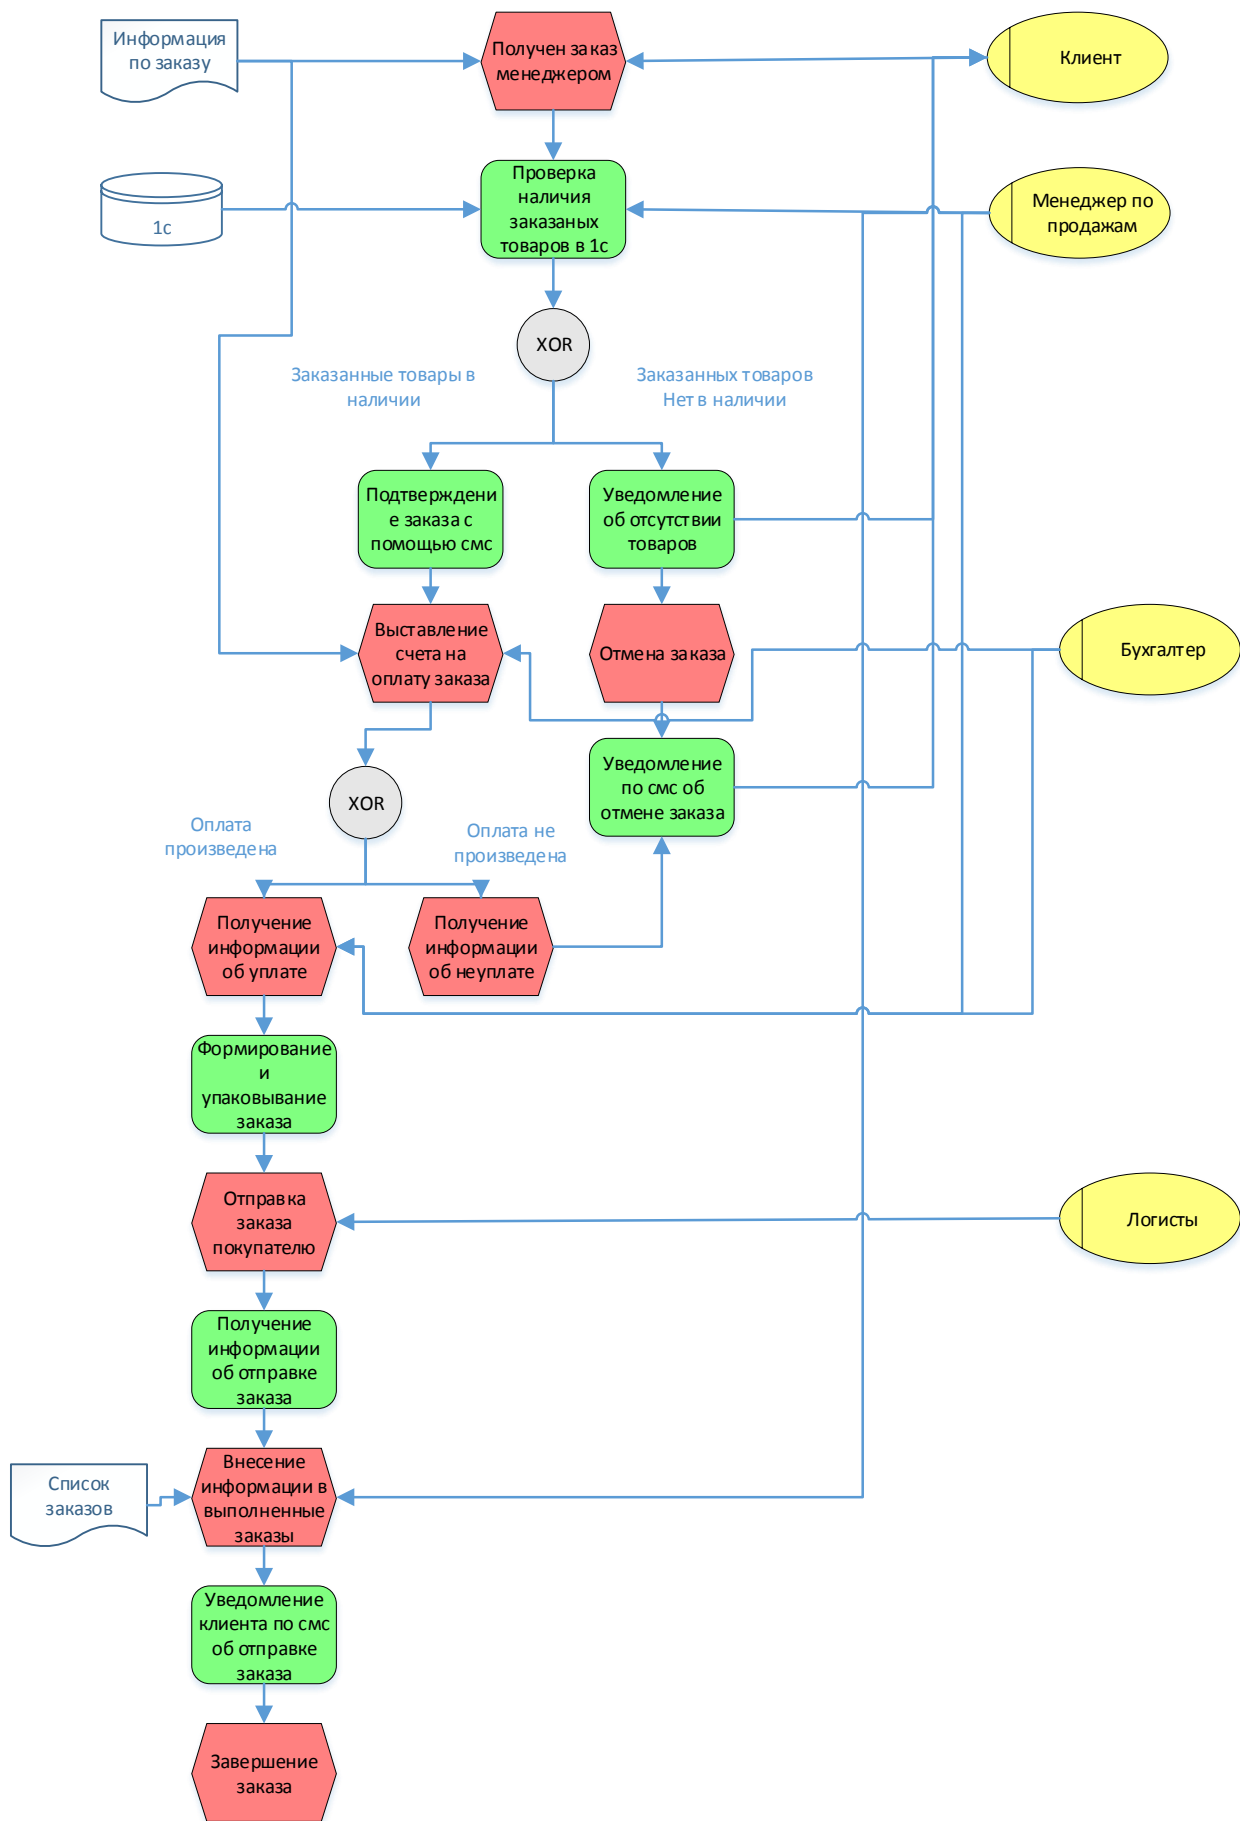 Информация
по заказу
Получен заказ
менеджером
Клиент
1с
Проверка
наличия
заказаных
товаров в 1с
Менеджер по
продажам
XOR
Заказанные товары в
наличии
Заказанных товаров
Нет в наличии
Подтверждени
е заказа с
помощью смс
Уведомление
об отсутствии
товаров
Выставление
счета на
оплату заказа
Отмена заказа
Бухгалтер
XOR
Уведомление
по смс об
отмене заказа
Оплата
произведена
Оплата не
произведена
Получение
информации
об уплате
Получение
информации
об неуплате
Формирование
и
упаковывание
заказа
Отправка
заказа
покупателю
Логисты
Получение
информации
об отправке
заказа
Список
заказов
Внесение
информации в
выполненные
заказы
Уведомление
клиента по смс
об отправке
заказа
Завершение
заказа